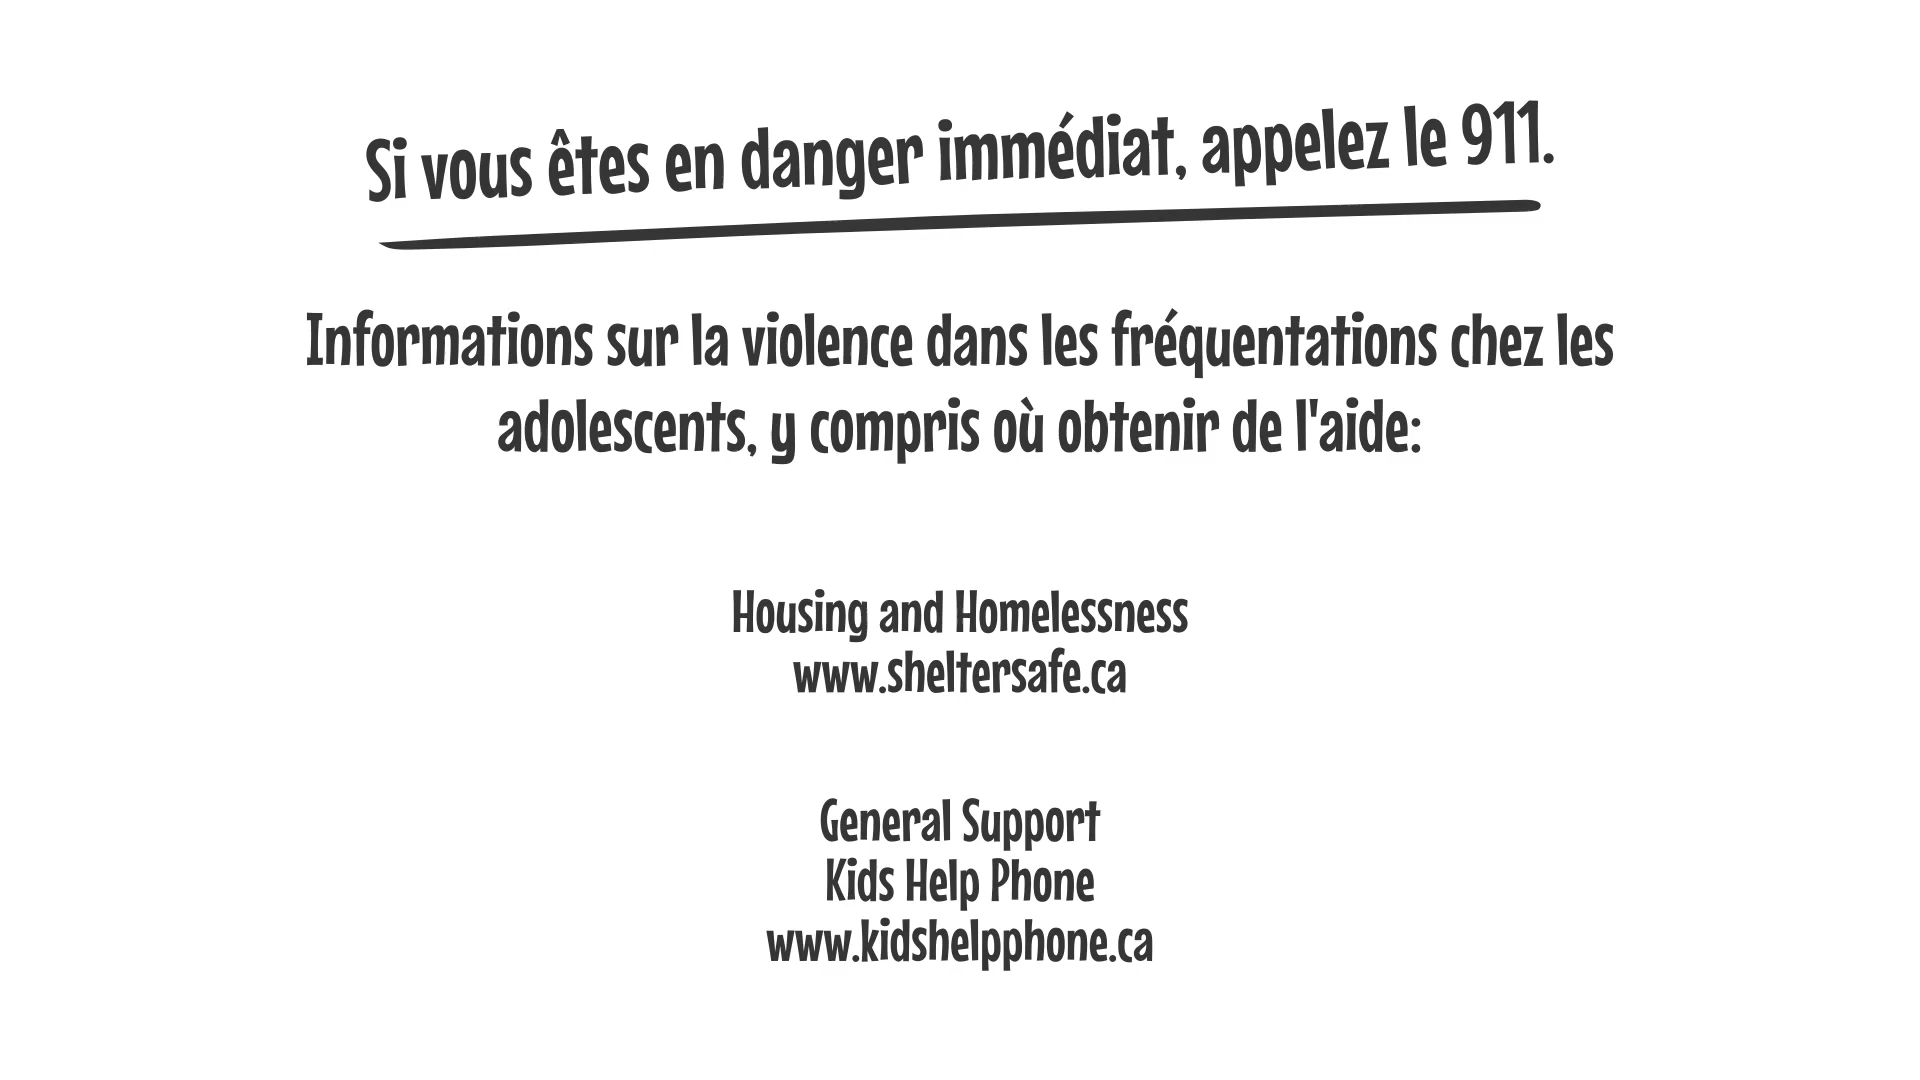 Si vous êtes en danger immédiat, appelez le 911.
Informations sur la violence dans les fréquentations chez les
adolescents, y compris où obtenir de l'aide:
Housing and Homelessness
www.sheltersafe.ca
General Support
Kids Help Phone
www.kidshelpphone.ca